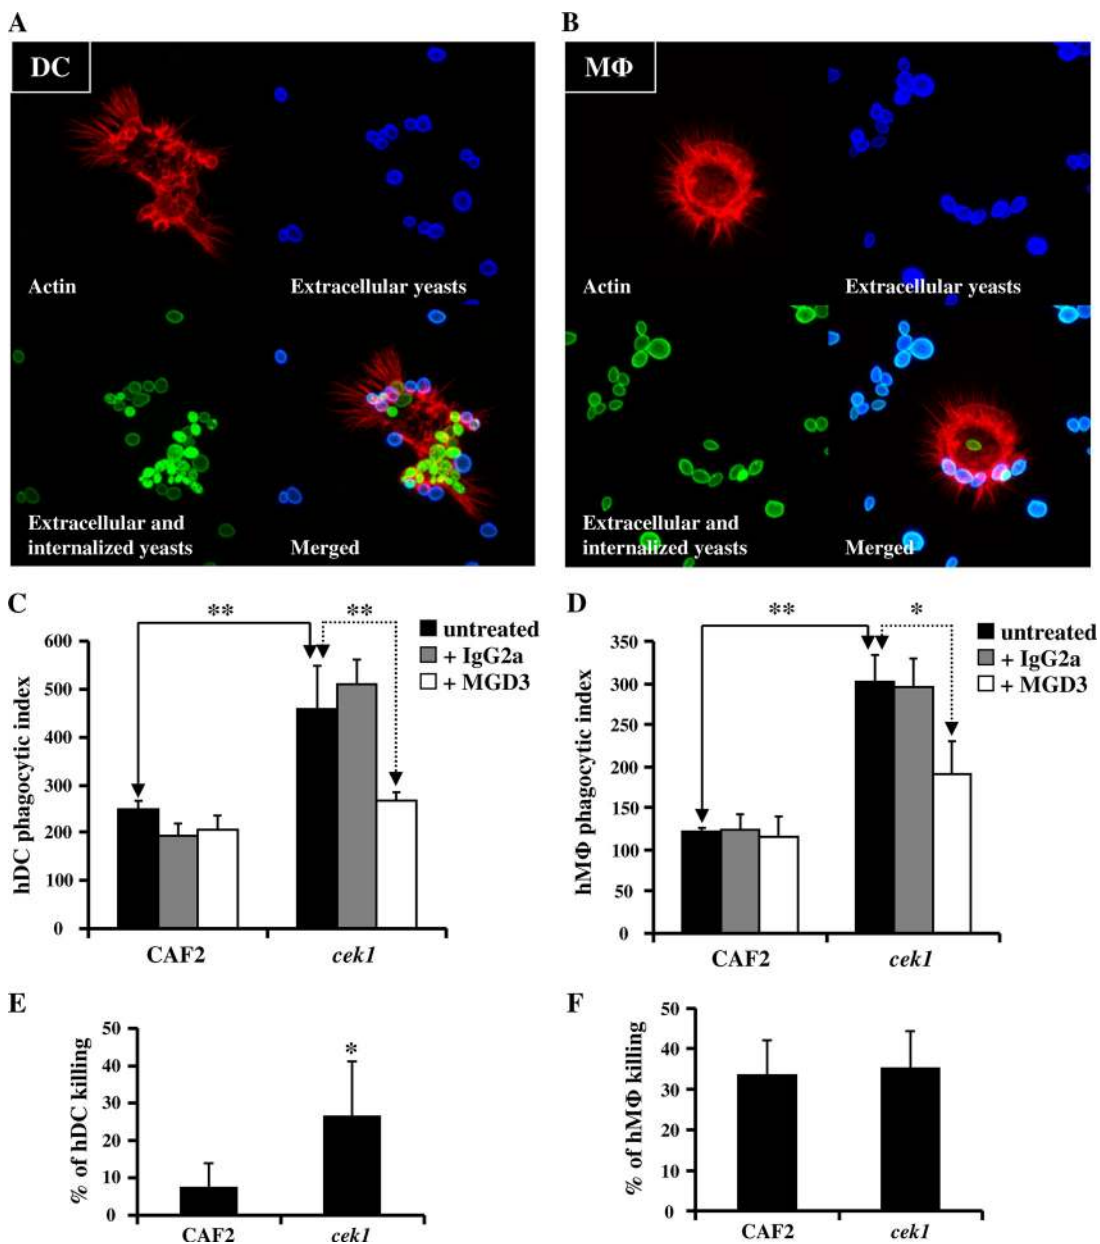 A
DC
Actin
Extracellular yeasts
Extracellular and
internalized yeasts
Merged
B
MΦ
Actin
Extracellular yeasts
Extracellular and
internalized yeasts
Merged
C
** **
untreated
+ IgG2a
+ MGD3
hDC phagocytic index
600
500
400
300
200
100
0
CAF2 cek1
D
** *
untreated
+ IgG2a
+ MGD3
hMΦ phagocytic index
350
300
250
200
150
100
50
0
CAF2 cek1
E
% of hDC killing
50
40
30
20
10
0
*
CAF2 cek1
F
% of hMΦ killing
50
40
30
20
10
0
CAF2 cek1